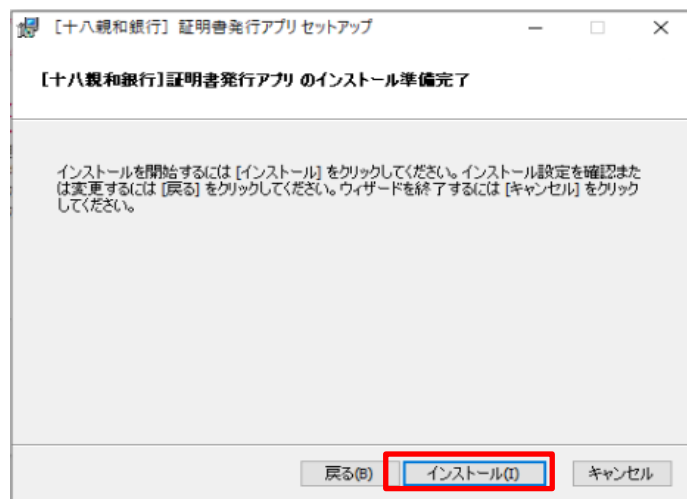 [十八親和銀行] 証明書発行アプリ セットアップ
[十八親和銀行]証明書発行アプリ のインストール準備完了
インストールを開始するには [インストール] をクリックしてください。インストール設定を確認また
は変更するには [戻る] をクリックしてください。ウィザードを終了するには [キャンセル] をクリック
してください。
戻る(B) インストール(I) キャンセル